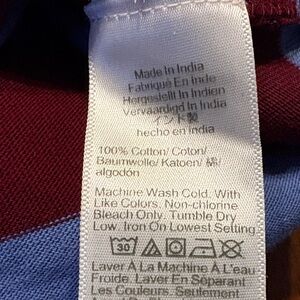 Made in India
Fabriqué En Inde
Hergestellt In Indien
Vervaardigd In India
インド製
hecho en india
100% Cotton/ Coton/
Baumwolle/ Katoen/ 綿/
algodón
Machine Wash Cold. With
Like Colors. Non-chlorine
Bleach Only. Tumble Dry
Low. Iron On Lowest Setting
30
Laver À La Machine À L'eau
Froide. Laver En Séparant
Les Couleurs. Seulement